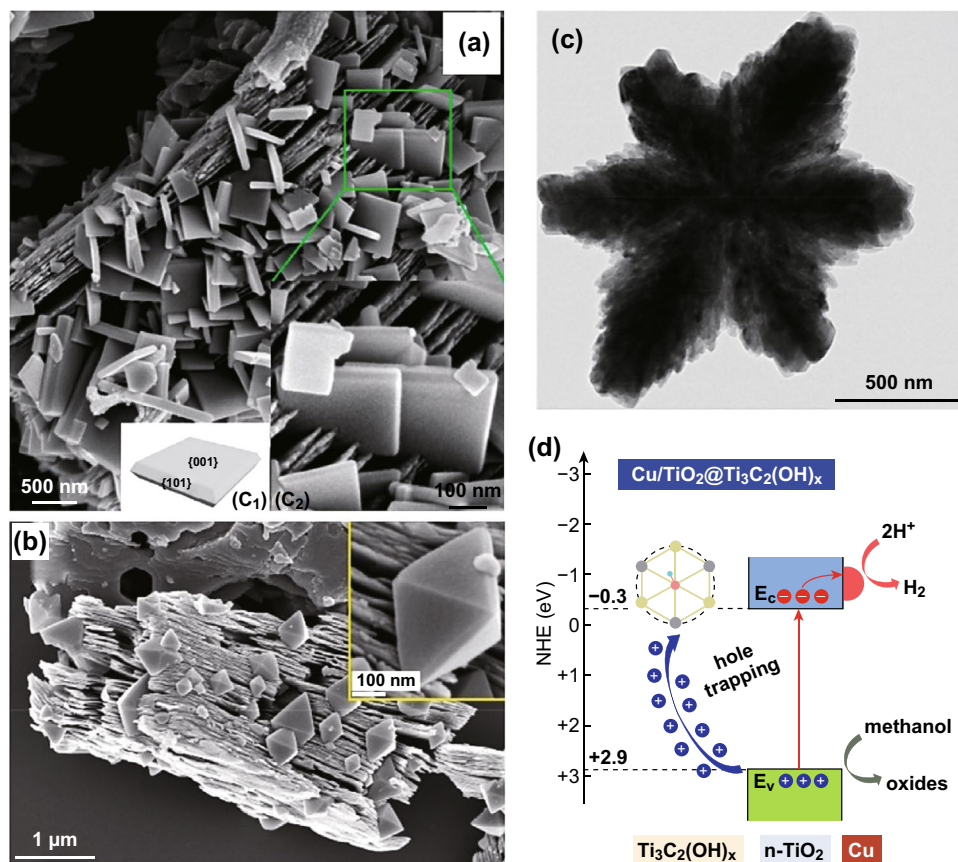 (a)
{001}
{101}
500 nm
(C₁)
(C₂)
100 nm
(b)
100 nm
1 µm
(c)
500 nm
(d)
Cu/TiO₂@Ti₃C₂(OH)ₓ
NHE (eV)
−3
−2
−1
−0.3
0
+1
+2
+2.9
+3
2H⁺
H₂
E_c
− − −
hole
trapping
+ + + + + + + + + +
methanol
oxides
E_v
+ + +
Ti₃C₂(OH)ₓ
n-TiO₂
Cu